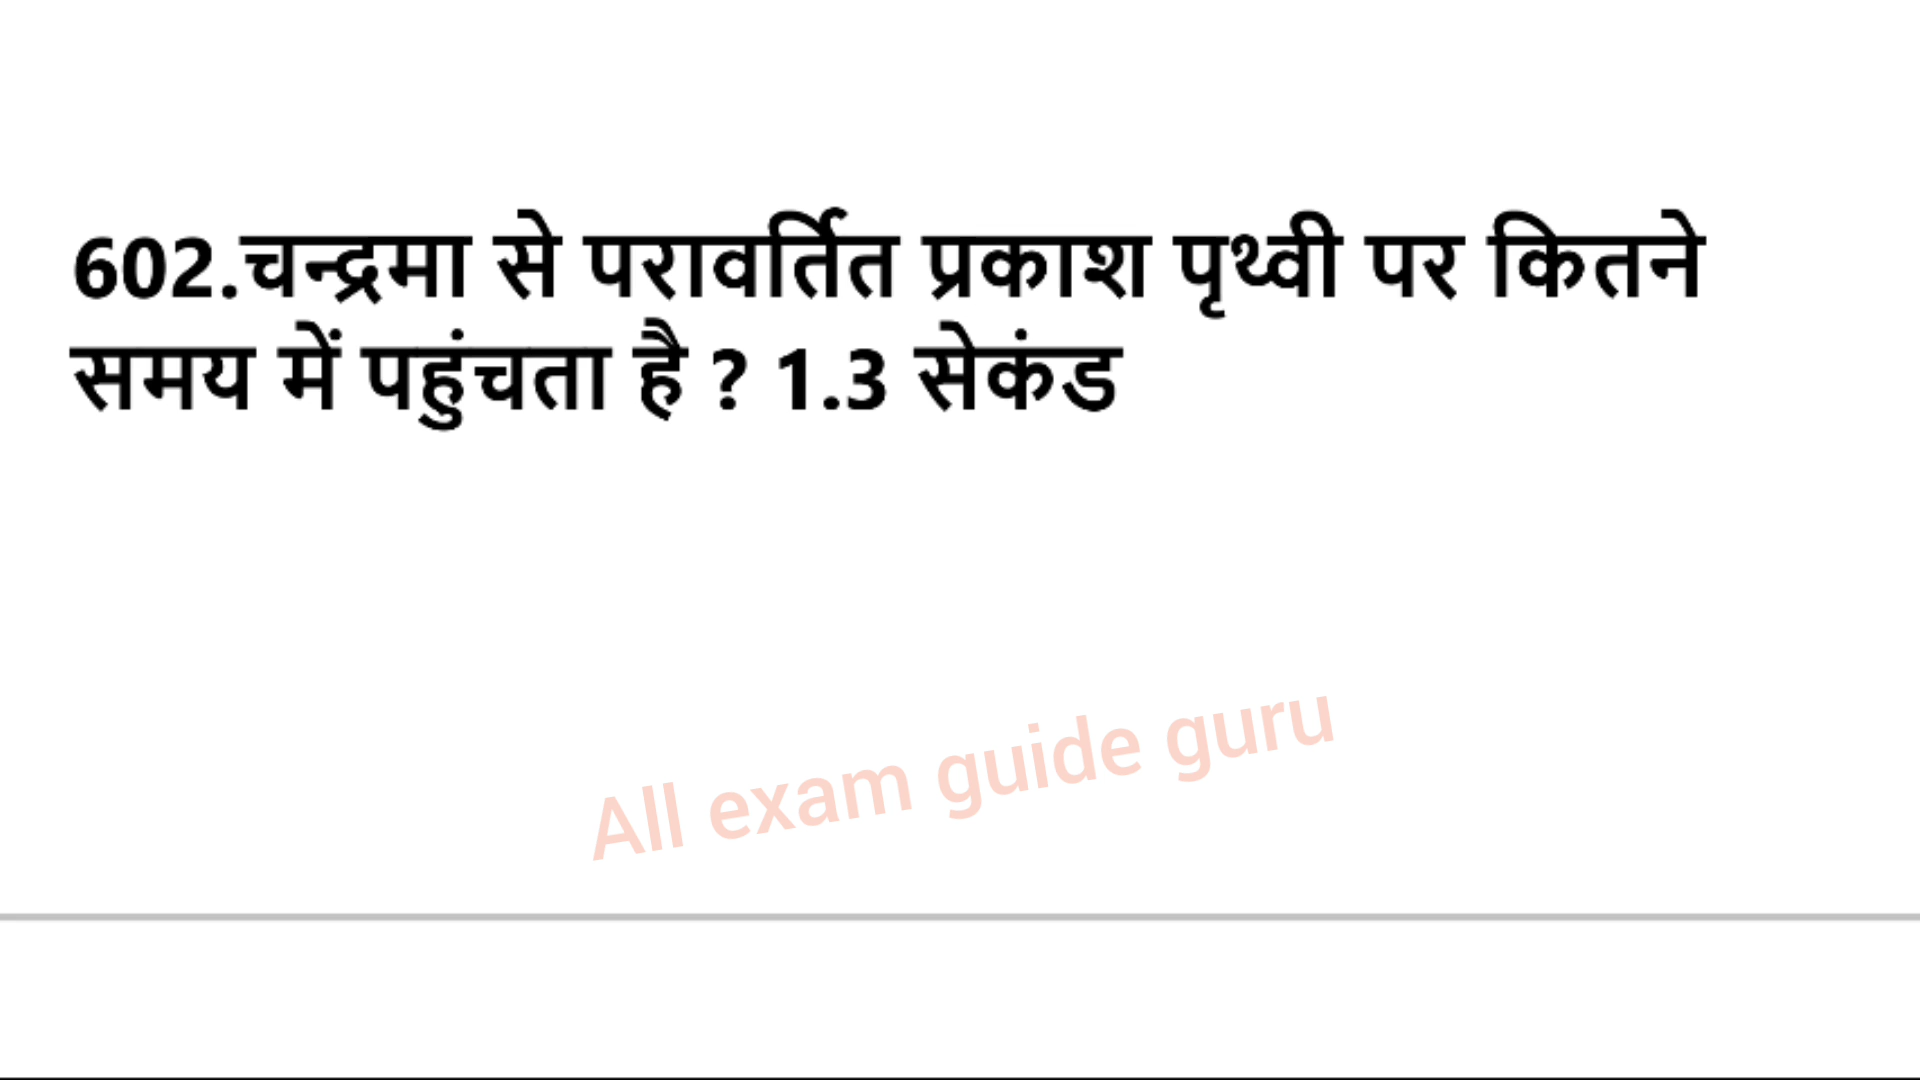 602.चन्द्रमा से परावर्तित प्रकाश पृथ्वी पर कितने
समय में पहुंचता है ? 1.3 सेकंड
All exam guide guru